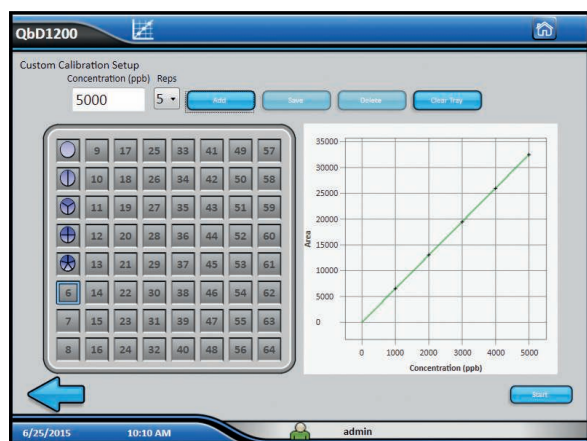 QbD1200
Custom Calibration Setup
Concentration (ppb) Reps
5000 5 Add Save Delete Clear Tray
9 17 25 33 41 49 57
10 18 26 34 42 50 58
11 19 27 35 43 51 59
12 20 28 36 44 52 60
13 21 29 37 45 53 61
6 14 22 30 38 46 54 62
7 15 23 31 39 47 55 63
8 16 24 32 40 48 56 64
35000
30000
25000
20000
15000
10000
5000
0
Area
0 1000 2000 3000 4000 5000
Concentration (ppb)
Start
6/25/2015 10:10 AM admin